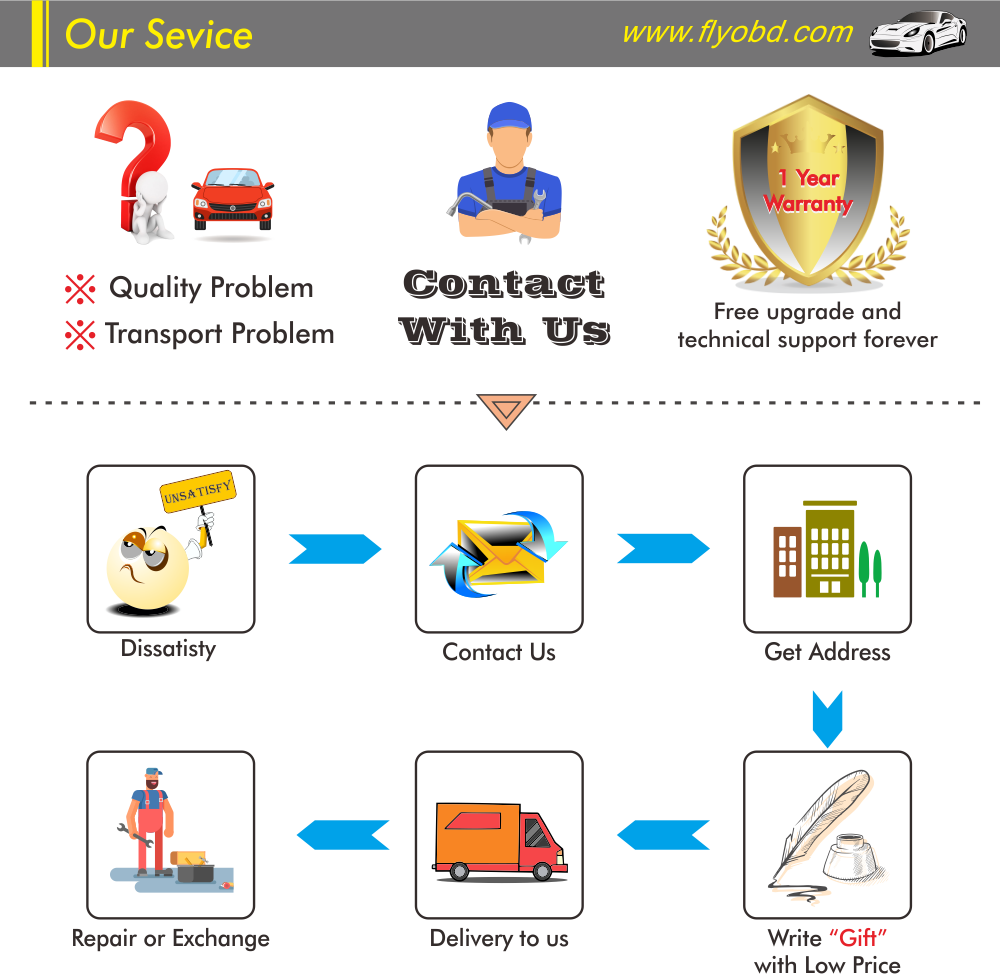 Our Sevice
www.flyobd.com
1 Year
Warranty
※ Quality Problem
※ Transport Problem
Contact
With Us
Free upgrade and
technical support forever
UNSATISFY
Dissatisty
Contact Us
Get Address
Repair or Exchange
Delivery to us
Write “Gift”
with Low Price